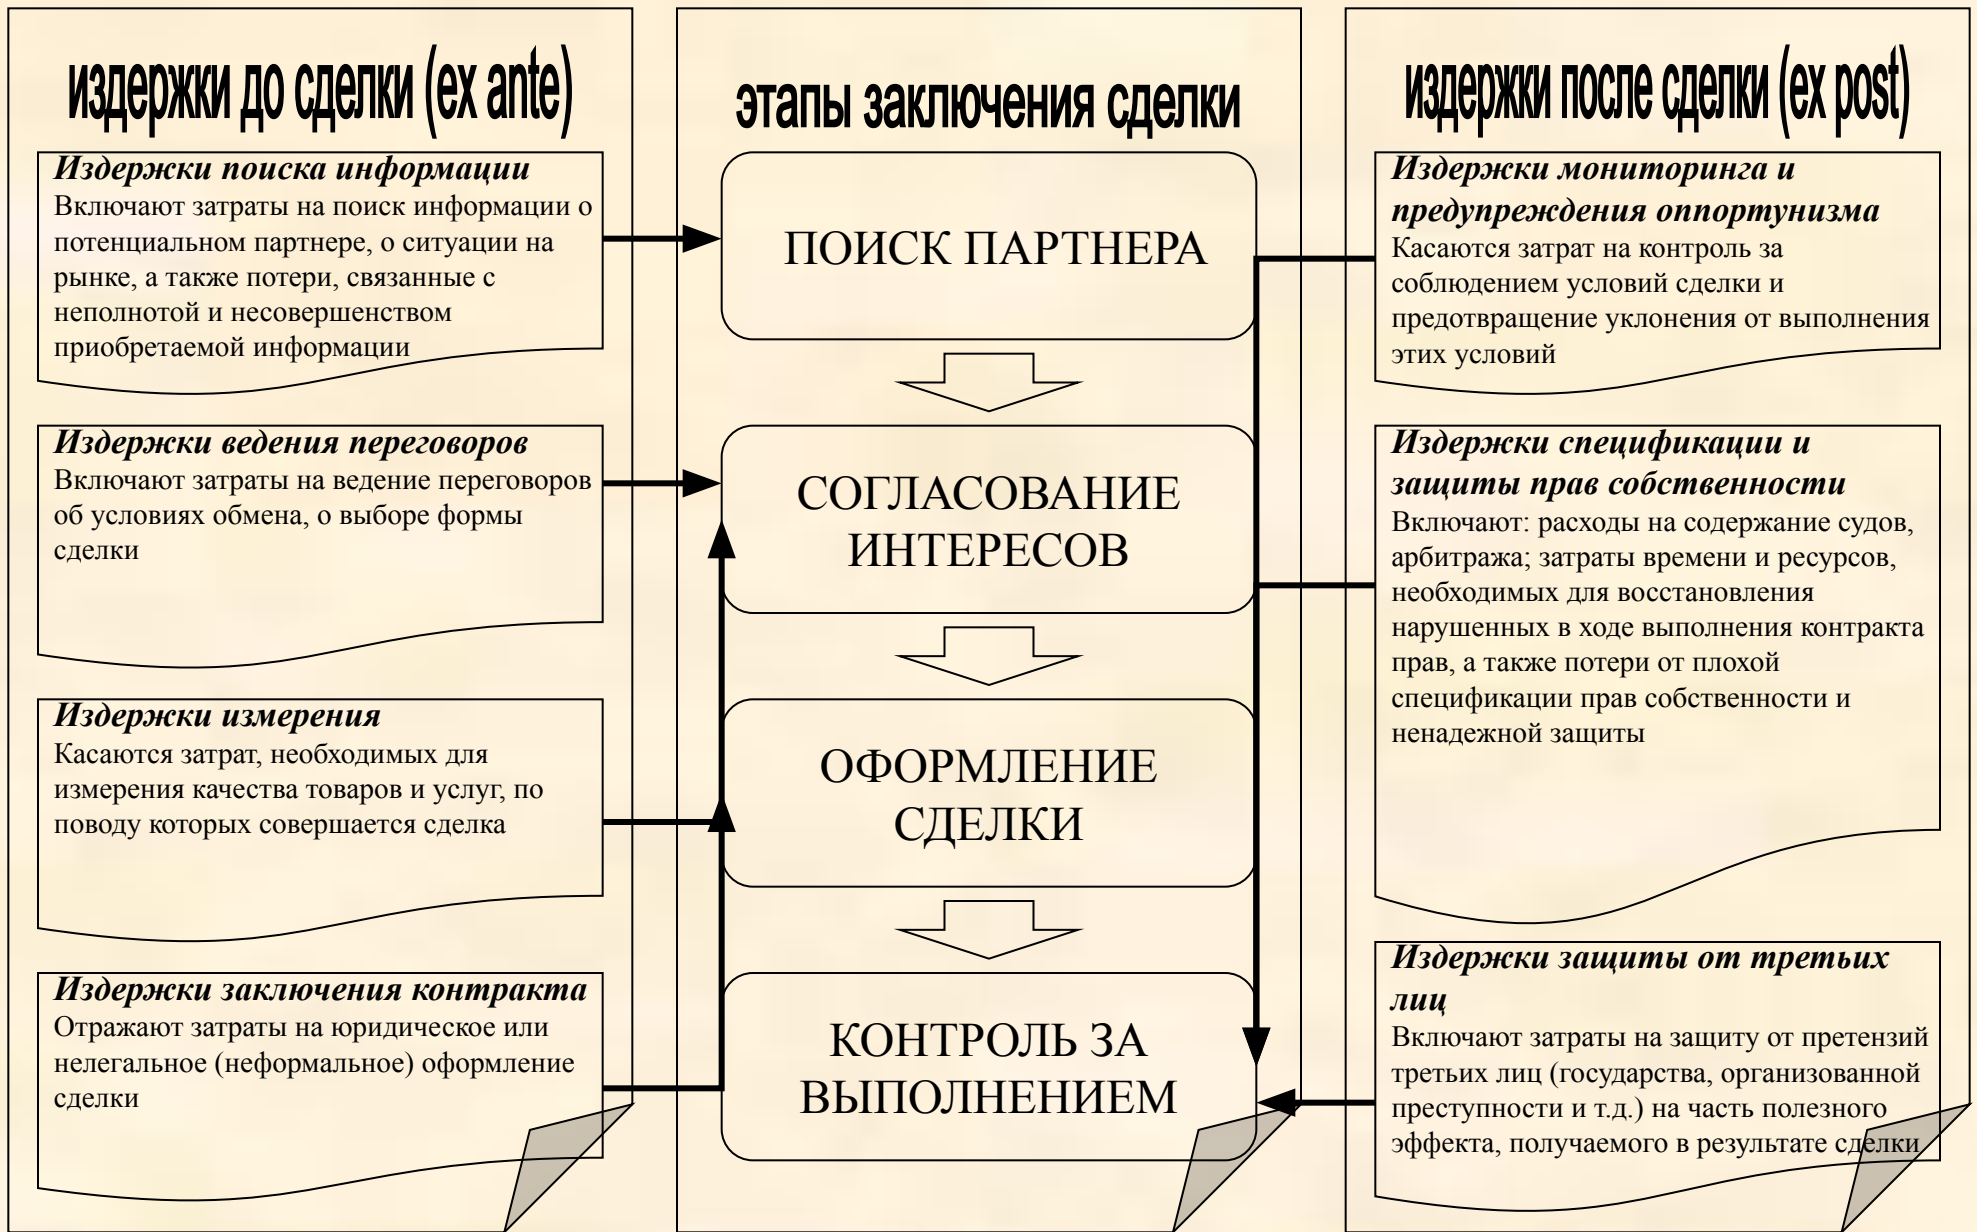 издержки до сделки (ex ante)
Издержки поиска информации
Включают затраты на поиск информации о
потенциальном партнере, о ситуации на
рынке, а также потери, связанные с
неполнотой и несовершенством
приобретаемой информации
Издержки ведения переговоров
Включают затраты на ведение переговоров
об условиях обмена, о выборе формы
сделки
Издержки измерения
Касаются затрат, необходимых для
измерения качества товаров и услуг, по
поводу которых совершается сделка
Издержки заключения контракта
Отражают затраты на юридическое или
нелегальное (неформальное) оформление
сделки
этапы заключения сделки
ПОИСК ПАРТНЕРА
СОГЛАСОВАНИЕ
ИНТЕРЕСОВ
ОФОРМЛЕНИЕ
СДЕЛКИ
КОНТРОЛЬ ЗА
ВЫПОЛНЕНИЕМ
издержки после сделки (ex post)
Издержки мониторинга и
предупреждения оппортунизма
Касаются затрат на контроль за
соблюдением условий сделки и
предотвращение уклонения от выполнения
этих условий
Издержки спецификации и
защиты прав собственности
Включают: расходы на содержание судов,
арбитража; затраты времени и ресурсов,
необходимых для восстановления
нарушенных в ходе выполнения контракта
прав, а также потери от плохой
спецификации прав собственности и
ненадежной защиты
Издержки защиты от третьих
лиц
Включают затраты на защиту от претензий
третьих лиц (государства, организованной
преступности и т.д.) на часть полезного
эффекта, получаемого в результате сделки